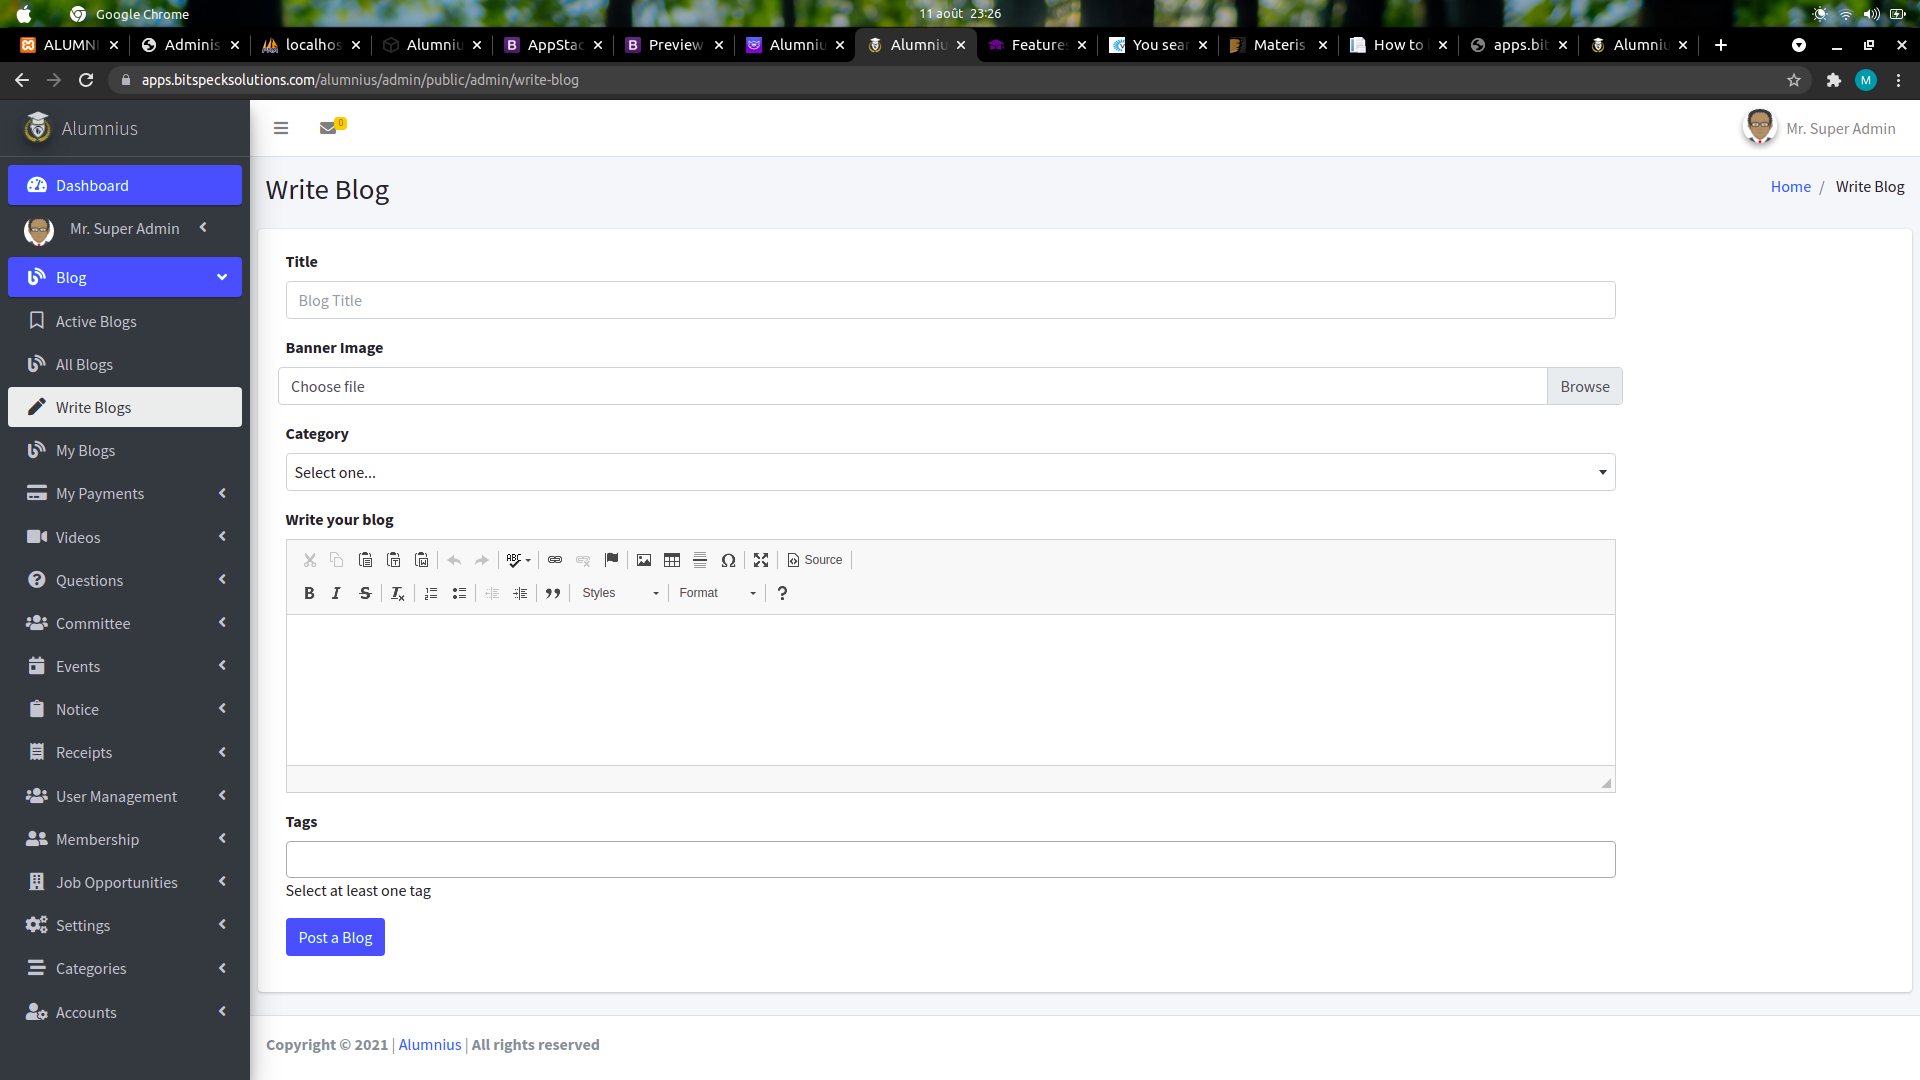 Google Chrome
11 août 23:26
ALUMNI
Adminis
localhos
Alumniu
AppStac
Preview
Alumniu
Alumniu
Feature
You sear
Materis
How to
apps.bit
Alumniu
apps.bitspecksolutions.com/alumnius/admin/public/admin/write-blog
M
Alumnius
0
Mr. Super Admin
Dashboard
Mr. Super Admin
Blog
Active Blogs
All Blogs
Write Blogs
My Blogs
My Payments
Videos
Questions
Committee
Events
Notice
Receipts
User Management
Membership
Job Opportunities
Settings
Categories
Accounts
Write Blog
Home / Write Blog
Title
Blog Title
Banner Image
Choose file
Browse
Category
Select one...
Write your blog
ABC
Ω
Source
B I S Tx
Styles
Format
?
Tags
Select at least one tag
Post a Blog
Copyright © 2021 | Alumnius | All rights reserved